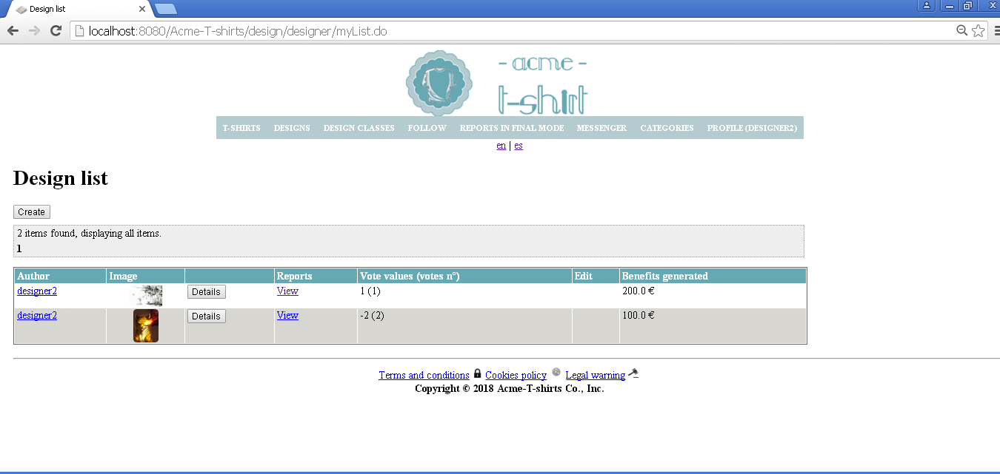 Design list
localhost:8080/Acme-T-shirts/design/designer/myList.do
- acme -
t-shirt
T-SHIRTS DESIGNS DESIGN CLASSES FOLLOW REPORTS IN FINAL MODE MESSENGER CATEGORIES PROFILE (DESIGNER2)
en | es
Design list
Create
2 items found, displaying all items.
1
Author Image Reports Vote values (votes n°) Edit Benefits generated
designer2 Details View 1 (1) 200.0 €
designer2 Details View -2 (2) 100.0 €
Terms and conditions Cookies policy Legal warning
Copyright © 2018 Acme-T-shirts Co., Inc.